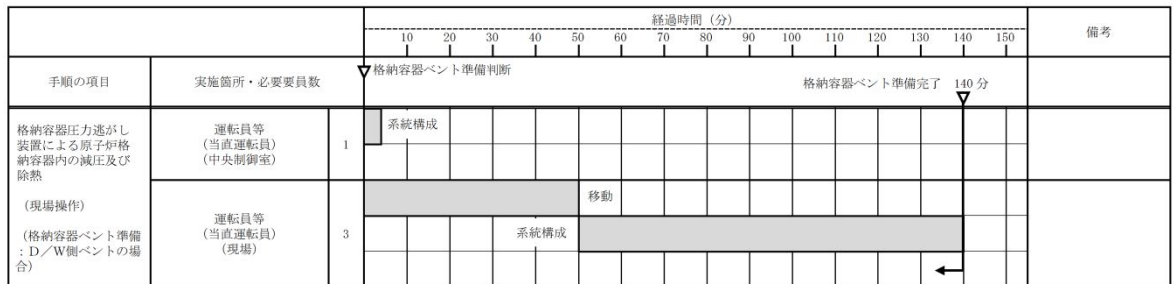 経過時間（分）
備考
10 20 30 40 50 60 70 80 90 100 110 120 130 140 150
手順の項目
実施箇所・必要要員数
格納容器ベント準備判断
格納容器ベント準備完了 140 分
格納容器圧力逃がし
装置による原子炉格
納容器内の減圧及び
除熱
（現場操作）
（格納容器ベント準備
：D／W側ベントの場
合）
運転員等
（当直運転員）
（中央制御室）
1
系統構成
運転員等
（当直運転員）
（現場）
3
移動
系統構成